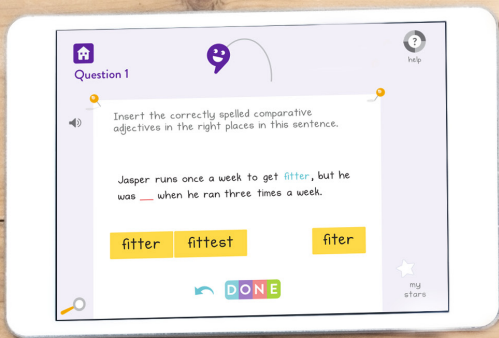 Question 1
?
help
Insert the correctly spelled comparative
adjectives in the right places in this sentence.
Jasper runs once a week to get fitter, but he
was __ when he ran three times a week.
fitter fittest fiter
DONE
my
stars